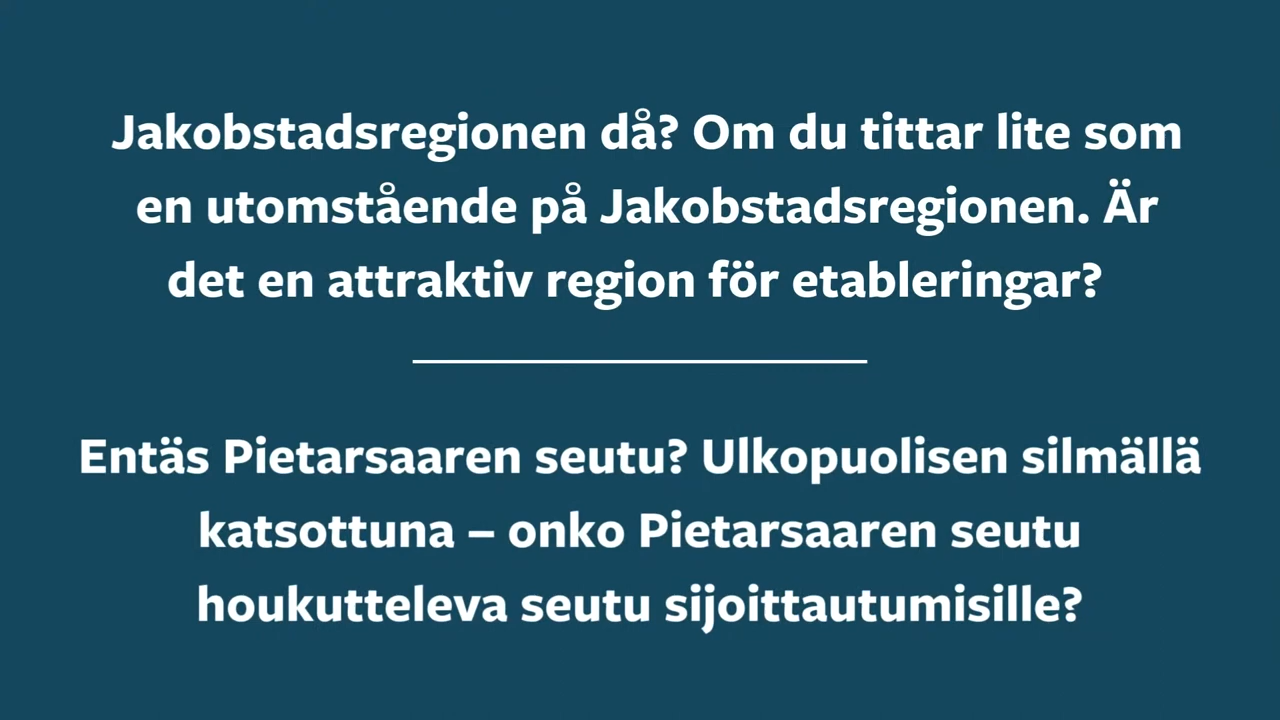 Jakobstadsregionen då? Om du tittar lite som
en utomstående på Jakobstadsregionen. Är
det en attraktiv region för etableringar?
Entäs Pietarsaaren seutu? Ulkopuolisen silmällä
katsottuna – onko Pietarsaaren seutu
houkutteleva seutu sijoittautumisille?